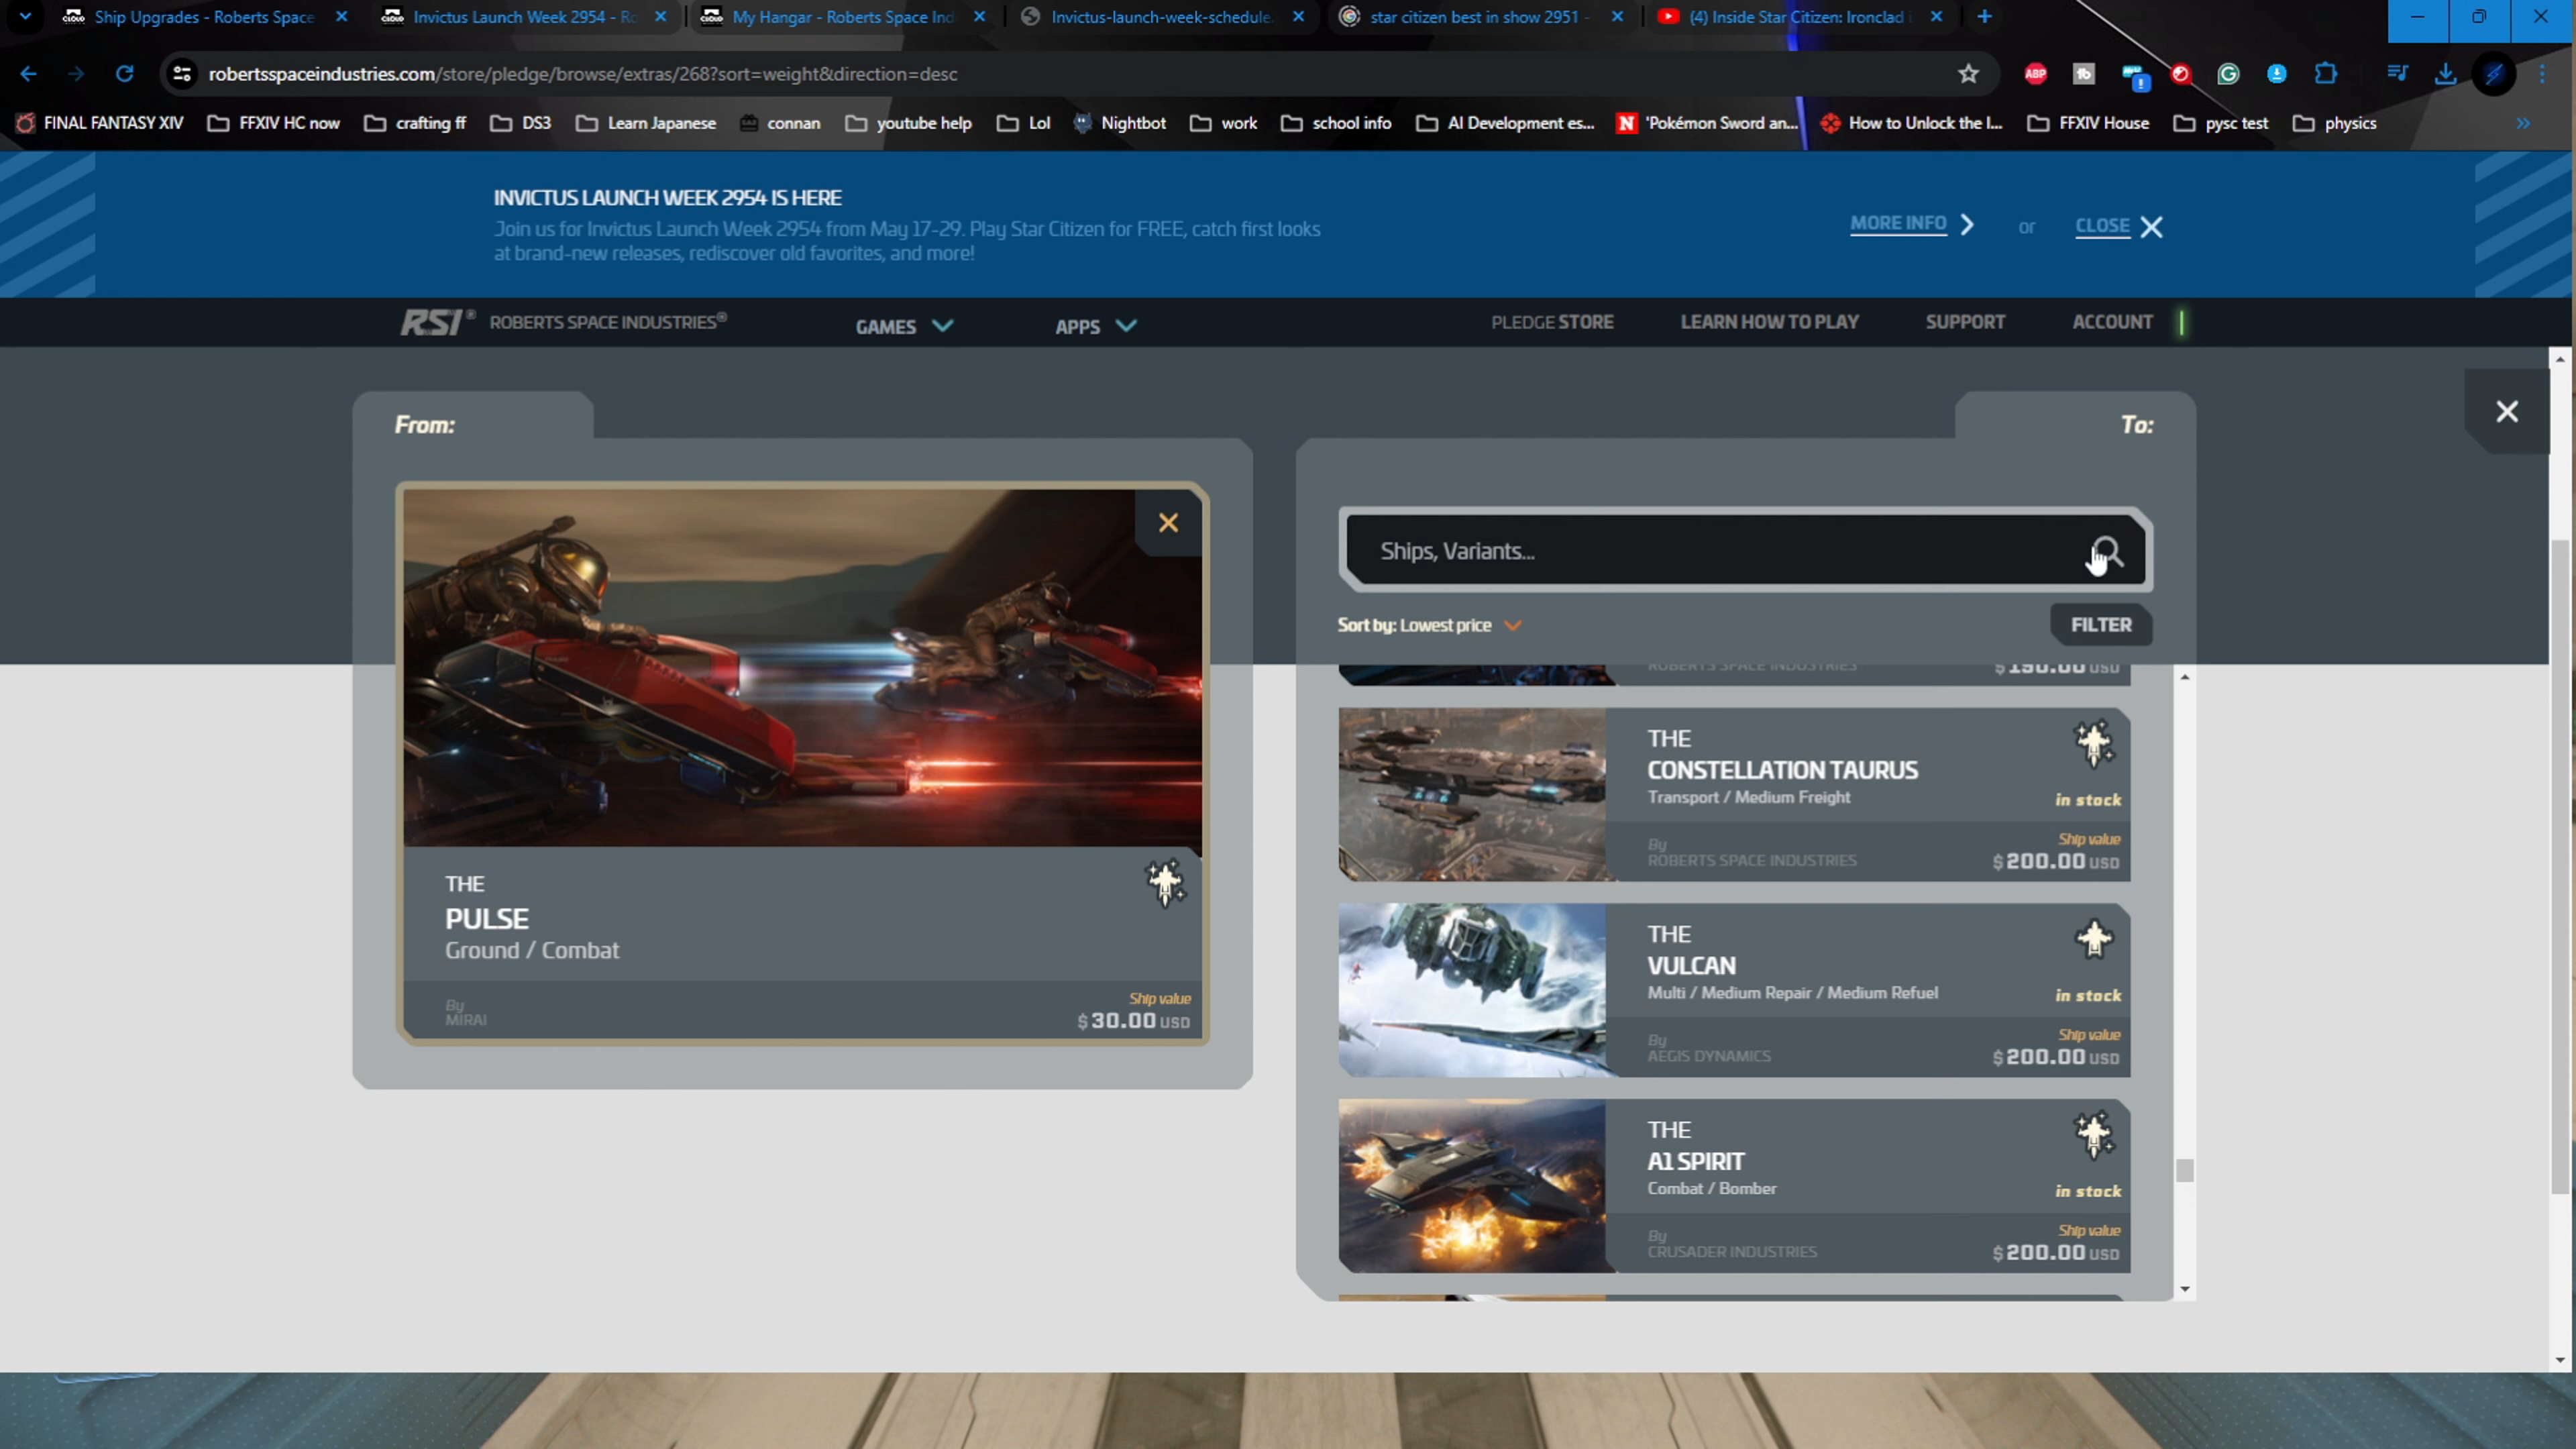 Ship Upgrades - Roberts Space
Invictus Launch Week 2954 - Ro
My Hangar - Roberts Space Ind
Invictus-launch-week-schedule.
star citizen best in show 2951 -
(4) Inside Star Citizen: Ironclad i
robertsspaceindustries.com/store/pledge/browse/extras/268?sort=weight&direction=desc
ABP
FINAL FANTASY XIV
FFXIV HC now
crafting ff
DS3
Learn Japanese
connan
youtube help
Lol
Nightbot
work
school info
AI Development es...
'Pokémon Sword an...
How to Unlock the I...
FFXIV House
pysc test
physics
INVICTUS LAUNCH WEEK 2954 IS HERE
Join us for Invictus Launch Week 2954 from May 17-29. Play Star Citizen for FREE, catch first looks
at brand-new releases, rediscover old favorites, and more!
MORE INFO
or
CLOSE
RSI® ROBERTS SPACE INDUSTRIES®
GAMES
APPS
PLEDGE STORE
LEARN HOW TO PLAY
SUPPORT
ACCOUNT
From:
THE
PULSE
Ground / Combat
By
MIRAI
Ship value
$30.00 USD
To:
Ships, Variants...
Sort by: Lowest price
FILTER
ROBERTS SPACE INDUSTRIES
$190.00 USD
THE
CONSTELLATION TAURUS
Transport / Medium Freight
in stock
By
ROBERTS SPACE INDUSTRIES
Ship value
$200.00 USD
THE
VULCAN
Multi / Medium Repair / Medium Refuel
in stock
By
AEGIS DYNAMICS
Ship value
$200.00 USD
THE
A1 SPIRIT
Combat / Bomber
in stock
By
CRUSADER INDUSTRIES
Ship value
$200.00 USD